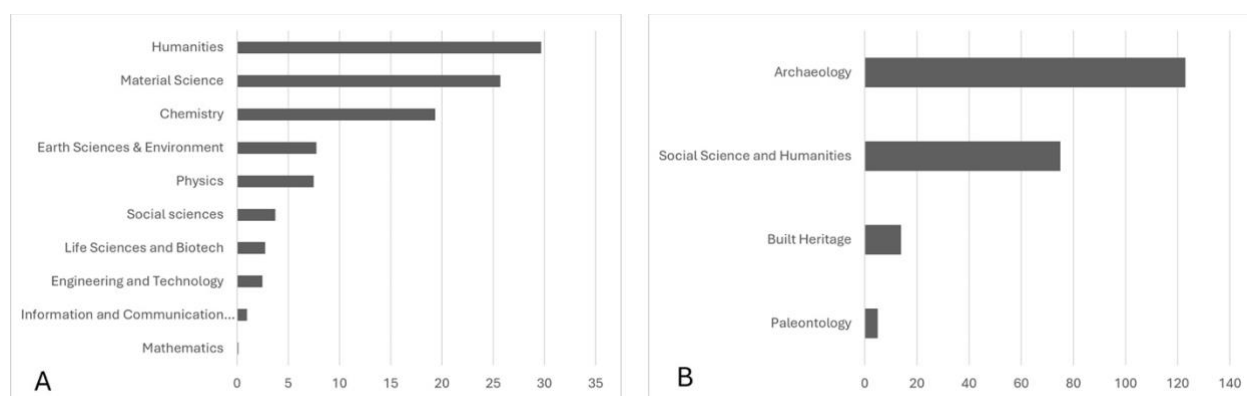 Humanities
Material Science
Chemistry
Earth Sciences & Environment
Physics
Social sciences
Life Sciences and Biotech
Engineering and Technology
Information and Communication...
Mathematics
0 5 10 15 20 25 30 35
A
Archaeology
Social Science and Humanities
Built Heritage
Paleontology
0 20 40 60 80 100 120 140
B